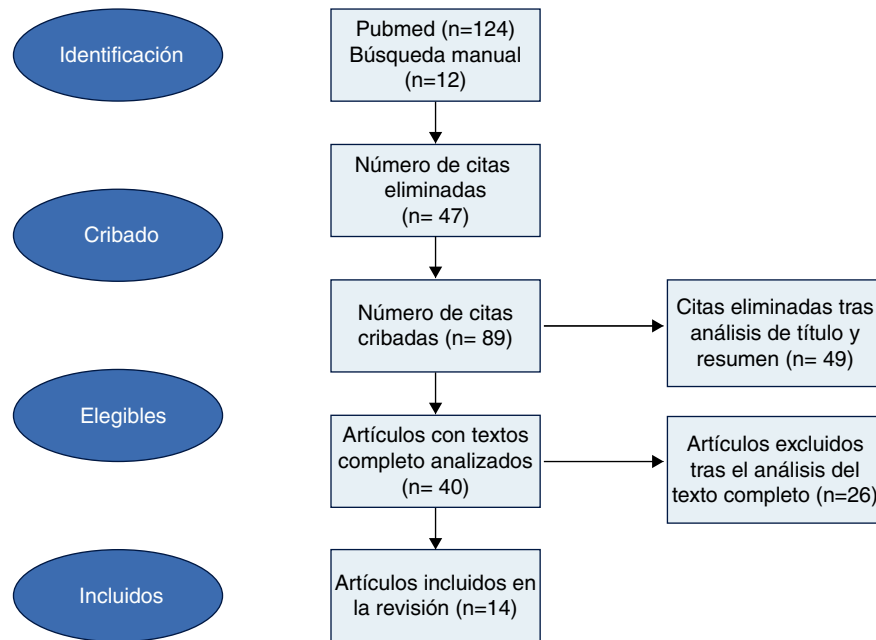 Identificación
Pubmed (n=124)
Búsqueda manual
(n=12)
Número de citas
eliminadas
(n= 47)
Cribado
Número de citas
cribadas (n= 89)
Citas eliminadas tras
análisis de título y
resumen (n= 49)
Elegibles
Artículos con textos
completo analizados
(n= 40)
Artículos excluidos
tras el análisis del
texto completo (n=26)
Incluidos
Artículos incluidos en
la revisión (n=14)